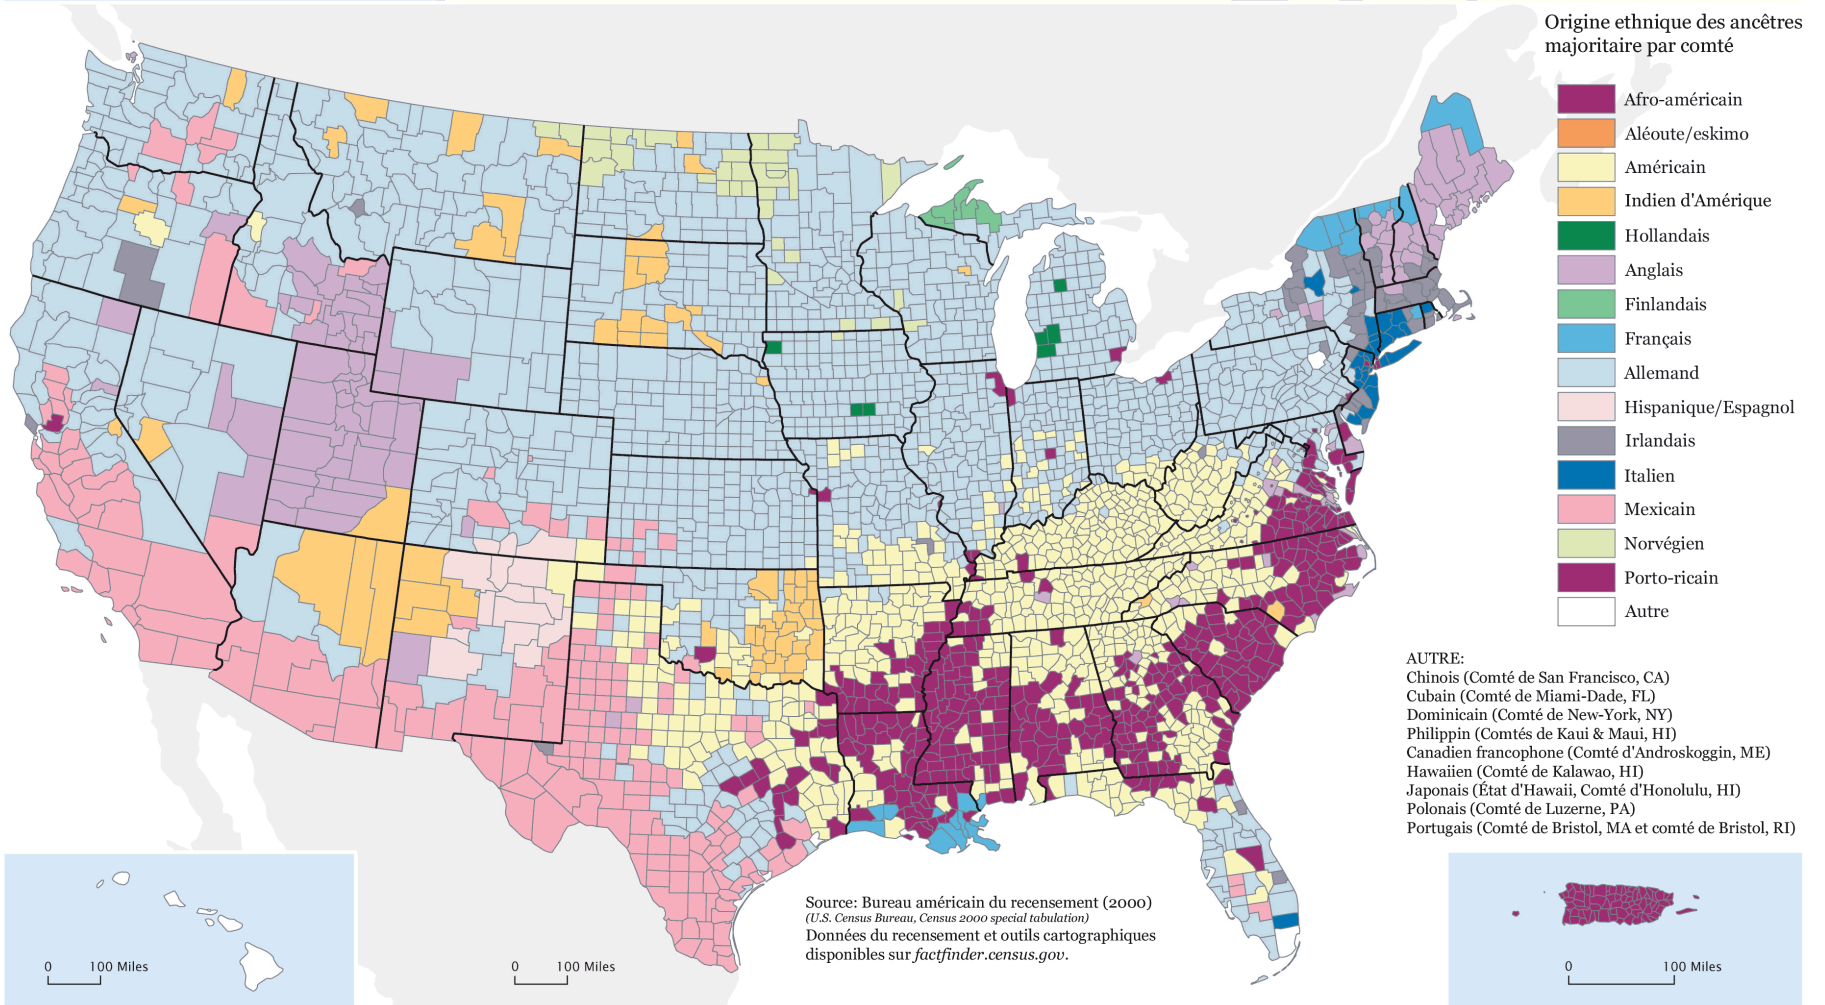 Origine ethnique des ancêtres
majoritaire par comté
Afro-américain
Aléoute/eskimo
Américain
Indien d'Amérique
Hollandais
Anglais
Finlandais
Français
Allemand
Hispanique/Espagnol
Irlandais
Italien
Mexicain
Norvégien
Porto-ricain
Autre
AUTRE:
Chinois (Comté de San Francisco, CA)
Cubain (Comté de Miami-Dade, FL)
Dominicain (Comté de New-York, NY)
Philippin (Comtés de Kaui & Maui, HI)
Canadien francophone (Comté d'Androskoggin, ME)
Hawaiien (Comté de Kalawao, HI)
Japonais (État d'Hawaii, Comté d'Honolulu, HI)
Polonais (Comté de Luzerne, PA)
Portugais (Comté de Bristol, MA et comté de Bristol, RI)
Source: Bureau américain du recensement (2000)
(U.S. Census Bureau, Census 2000 special tabulation)
Données du recensement et outils cartographiques
disponibles sur factfinder.census.gov.
0 100 Miles
0 100 Miles
0 100 Miles